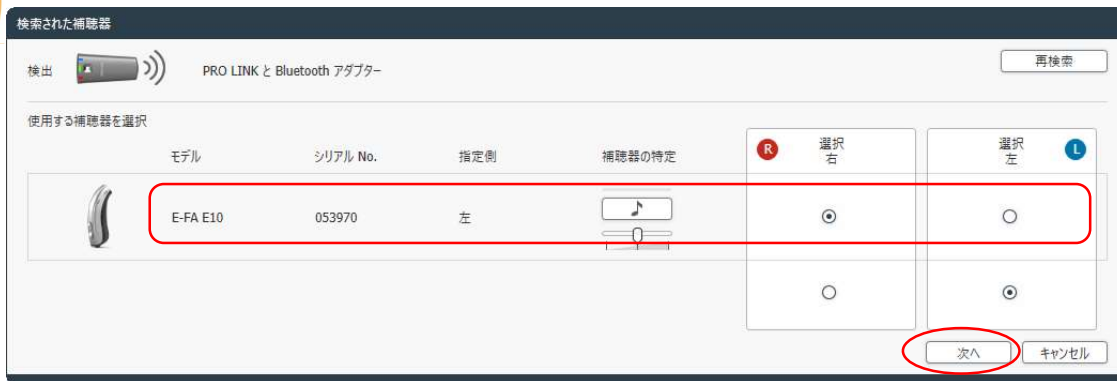 検索された補聴器
検出 PRO LINK と Bluetooth アダプター 再検索
使用する補聴器を選択
モデル シリアル No. 指定側 補聴器の特定 R 選択 右 選択 左 L
E-FA E10 053970 左
次へ キャンセル